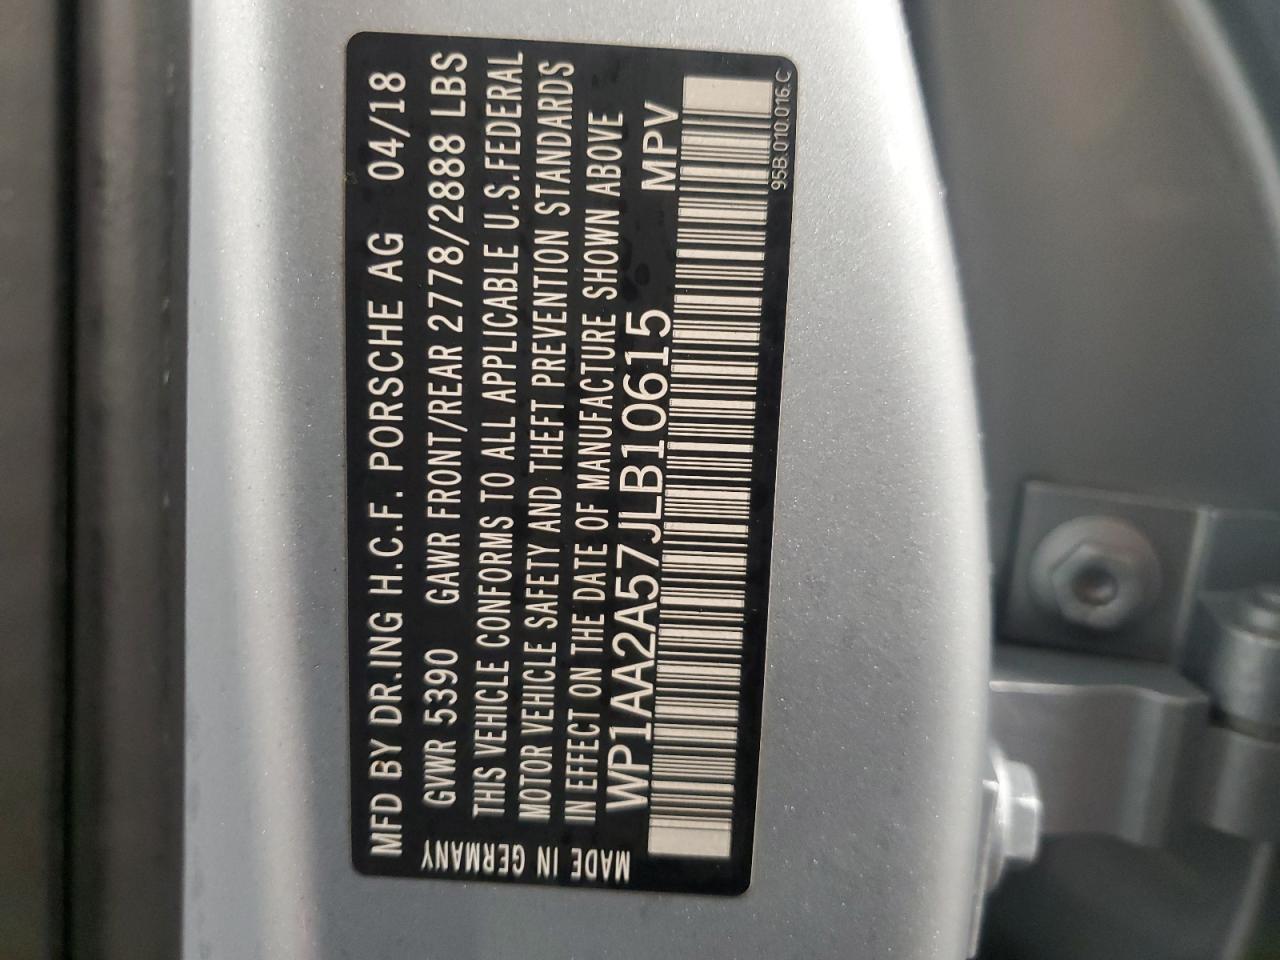 MFD BY DR.ING H.C.F. PORSCHE AG 04/18
GVWR 5390 GAWR FRONT/REAR 2778/2888 LBS
THIS VEHICLE CONFORMS TO ALL APPLICABLE U.S.FEDERAL
MOTOR VEHICLE SAFETY AND THEFT PREVENTION STANDARDS
IN EFFECT ON THE DATE OF MANUFACTURE SHOWN ABOVE
WP1AA2A57JLB10615 MPV
MADE IN GERMANY
95B.010.016.C